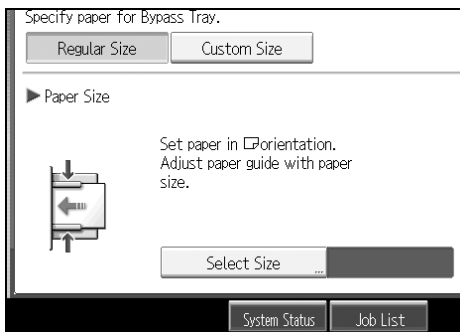 Specify paper for Bypass Tray.
Regular Size
Custom Size
▶ Paper Size
Set paper in orientation.
Adjust paper guide with paper
size.
Select Size ...
System Status
Job List